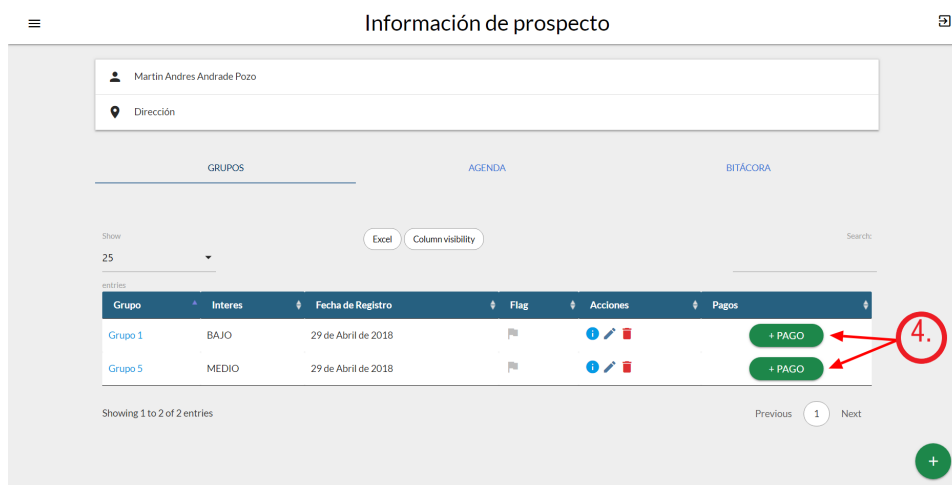 Información de prospecto
Martin Andres Andrade Pozo
Dirección
GRUPOS AGENDA BITÁCORA
Show
25
entries
Excel Column visibility
Search:
Grupo Interes Fecha de Registro Flag Acciones Pagos
Grupo 1 BAJO 29 de Abril de 2018 + PAGO
Grupo 5 MEDIO 29 de Abril de 2018 + PAGO
4.
Showing 1 to 2 of 2 entries Previous 1 Next
+